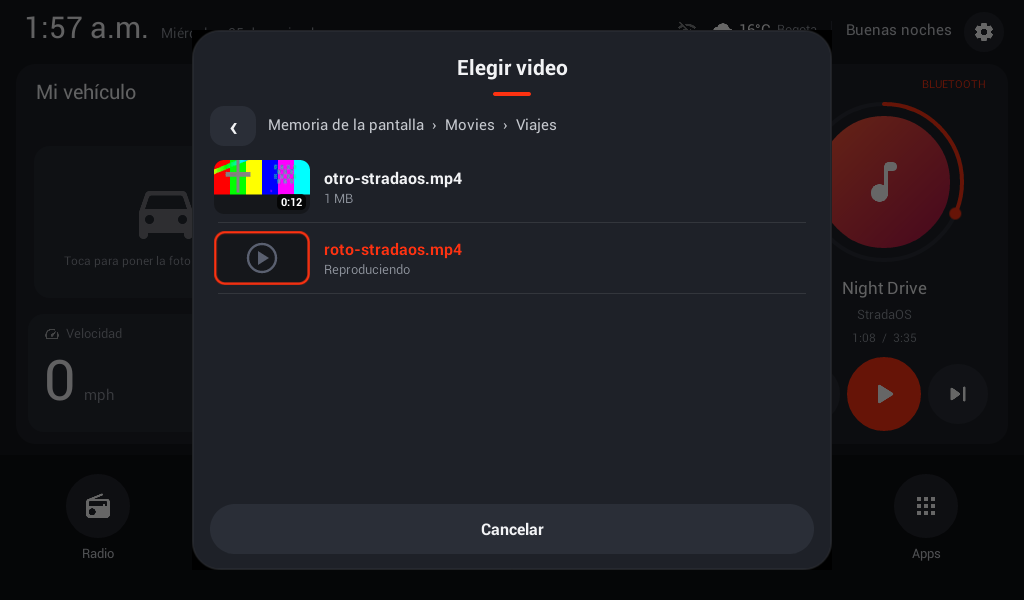 1:57 a.m.
16°C Bogota
Buenas noches
Elegir video
Mi vehículo
BLUETOOTH
‹
Memoria de la pantalla › Movies › Viajes
otro-stradaos.mp4
1 MB
0:12
roto-stradaos.mp4
Reproduciendo
Toca para poner la foto
Night Drive
StradaOS
1:08 / 3:35
Velocidad
0 mph
Cancelar
Radio
Apps